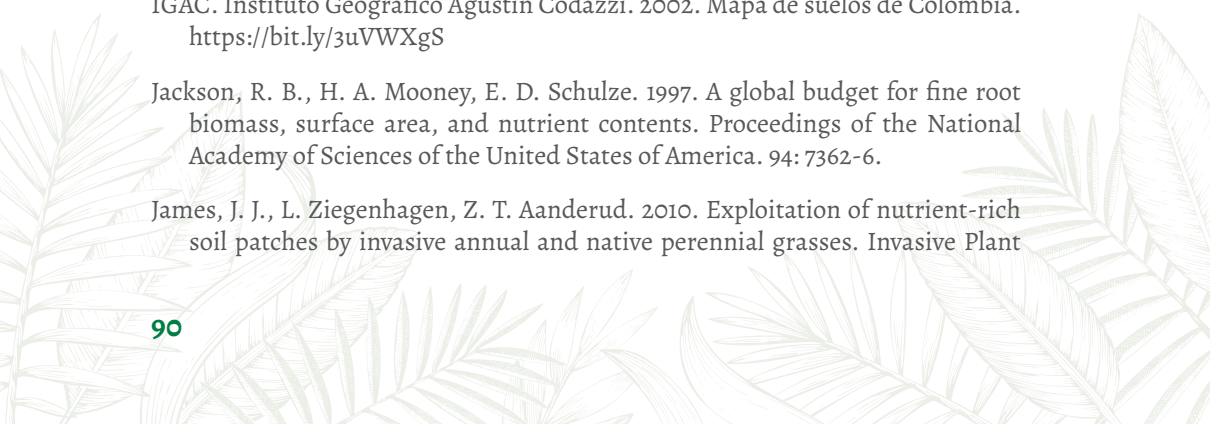 IGAC. Instituto Geográfico Agustín Codazzi. 2002. Mapa de suelos de Colombia.
https://bit.ly/3uVWXgS
Jackson, R. B., H. A. Mooney, E. D. Schulze. 1997. A global budget for fine root
biomass, surface area, and nutrient contents. Proceedings of the National
Academy of Sciences of the United States of America. 94: 7362-6.
James, J. J., L. Ziegenhagen, Z. T. Aanderud. 2010. Exploitation of nutrient-rich
soil patches by invasive annual and native perennial grasses. Invasive Plant
90